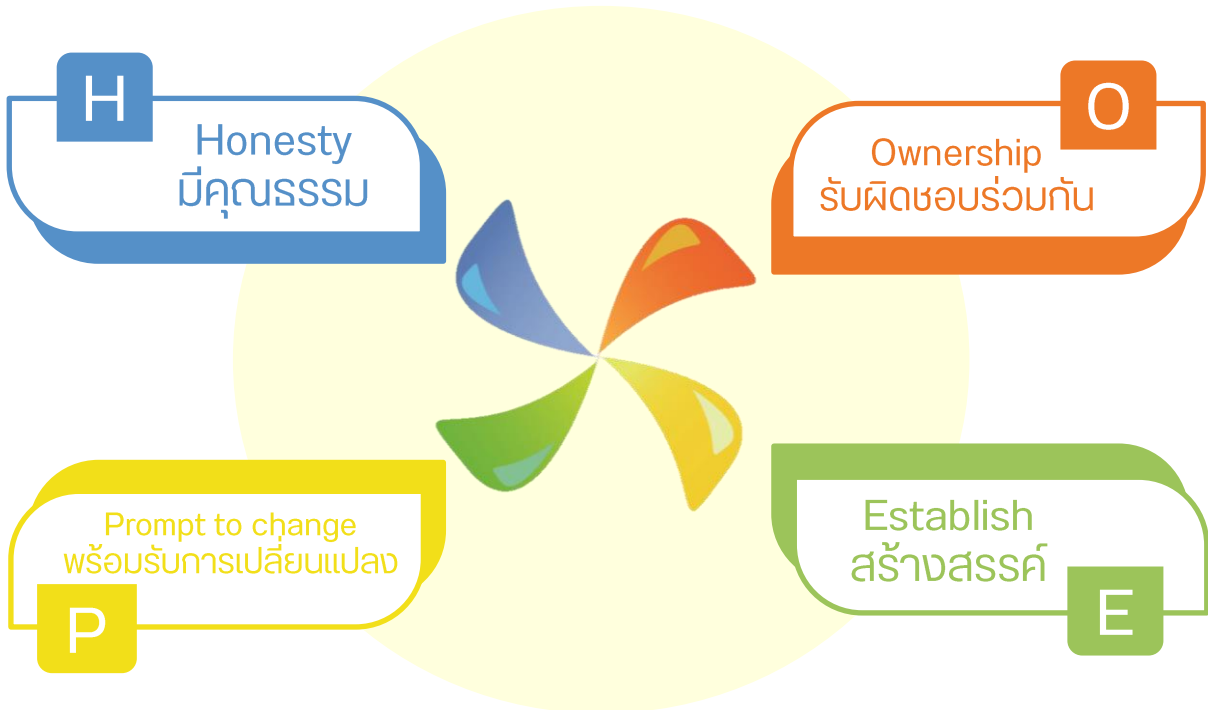 H
Honesty
มีคุณธรรม
O
Ownership
รับผิดชอบร่วมกัน
P
Prompt to change
พร้อมรับการเปลี่ยนแปลง
E
Establish
สร้างสรรค์